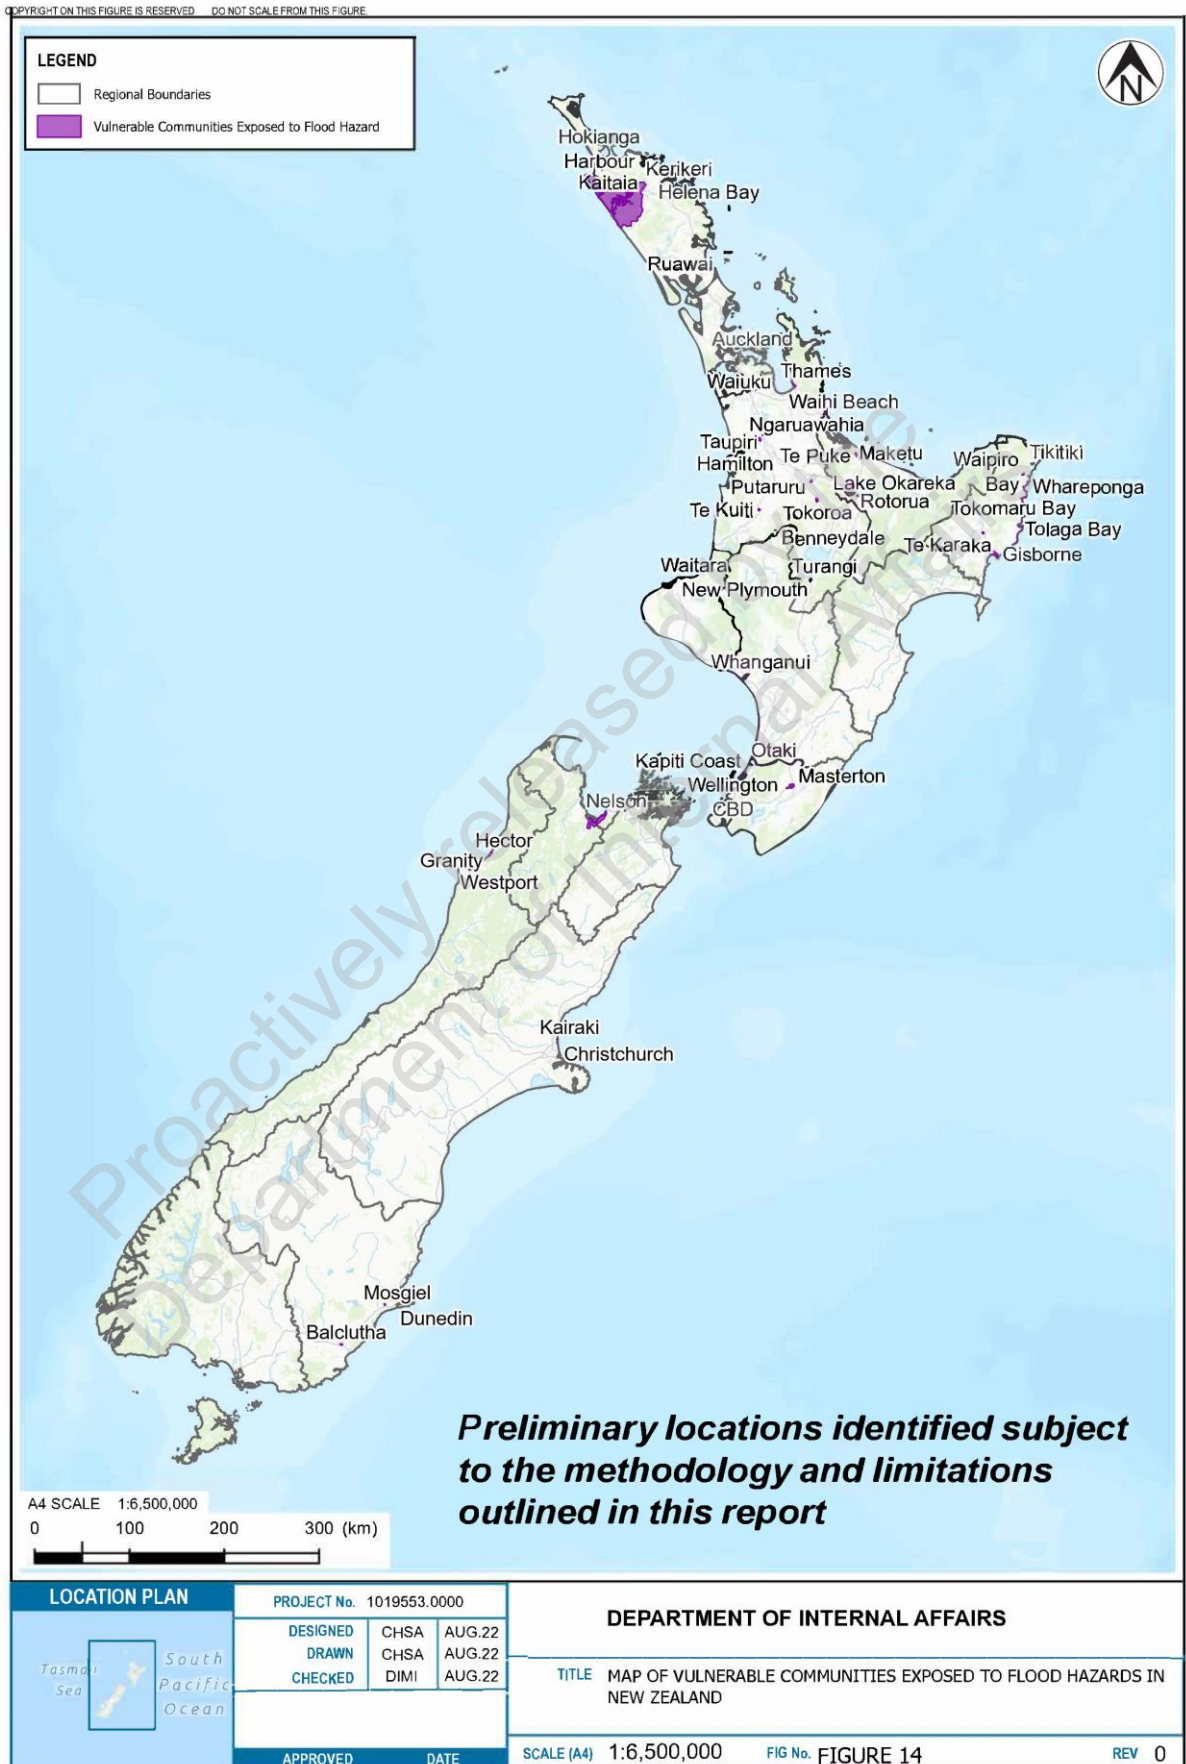 COPYRIGHT ON THIS FIGURE IS RESERVED DO NOT SCALE FROM THIS FIGURE.
LEGEND
Regional Boundaries
Vulnerable Communities Exposed to Flood Hazard
N
Hokianga
Harbour
Kerikeri
Kaitaia
Helena Bay
Ruawai
Auckland
Thames
Waiuku
Waihi Beach
Ngaruawahia
Taupiri
Te Puke
Maketu
Hamilton
Waipiro
Bay
Tikitiki
Putaruru
Lake Okareka
Whareponga
Rotorua
Te Kuiti
Tokoroa
Tokomaru Bay
Tolaga Bay
Benneydale
Te Karaka
Gisborne
Waitara
Turangi
New Plymouth
Whanganui
Otaki
Kapiti Coast
Masterton
Wellington
CBD
Nelson
Hector
Granity
Westport
Kairaki
Christchurch
Mosgiel
Dunedin
Balclutha
Proactively released by the
Department of Internal Affairs
Preliminary locations identified subject
to the methodology and limitations
outlined in this report
A4 SCALE 1:6,500,000
0 100 200 300 (km)
LOCATION PLAN
Tasman
Sea
South
Pacific
Ocean
PROJECT No. 1019553.0000
DESIGNED CHSA AUG.22
DRAWN CHSA AUG.22
CHECKED DIMI AUG.22
APPROVED DATE
DEPARTMENT OF INTERNAL AFFAIRS
TITLE MAP OF VULNERABLE COMMUNITIES EXPOSED TO FLOOD HAZARDS IN
NEW ZEALAND
SCALE (A4) 1:6,500,000 FIG No. FIGURE 14 REV 0